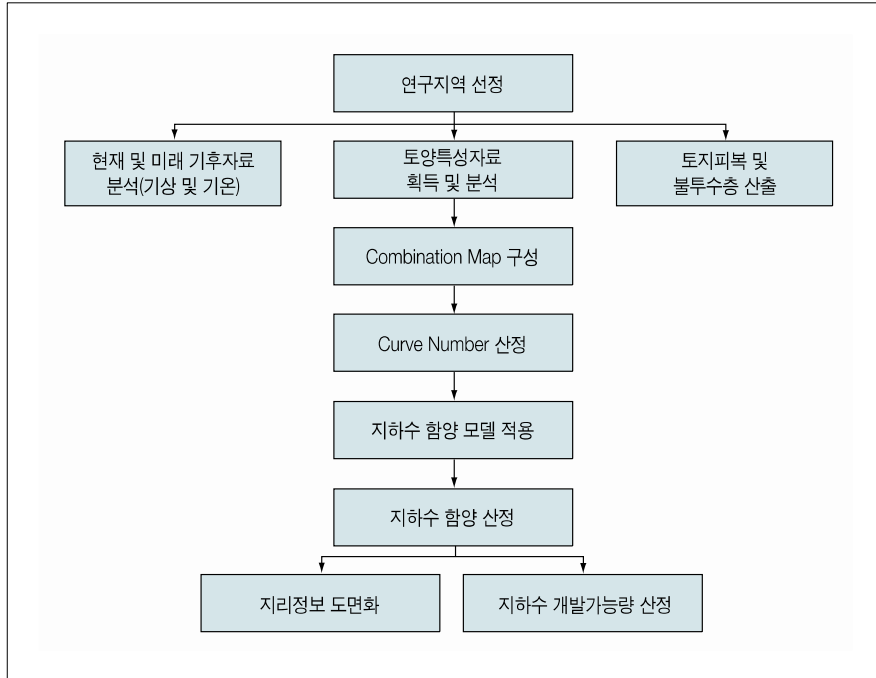 연구지역 선정
현재 및 미래 기후자료
분석(기상 및 기온)
토양특성자료
획득 및 분석
토지피복 및
불투수층 산출
Combination Map 구성
Curve Number 산정
지하수 함양 모델 적용
지하수 함양 산정
지리정보 도면화
지하수 개발가능량 산정